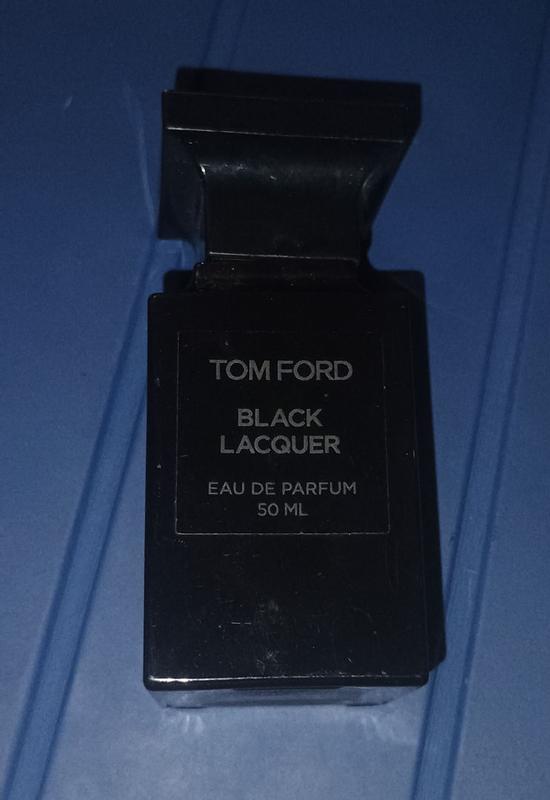 TOM FORD
BLACK
LACQUER
EAU DE PARFUM
50 ML